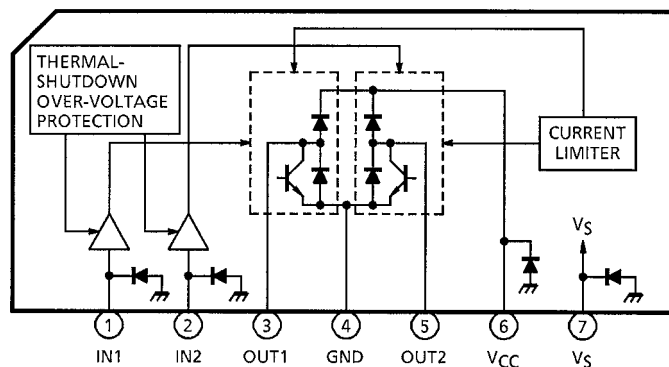 THERMAL-
SHUTDOWN
OVER-VOLTAGE
PROTECTION
CURRENT
LIMITER
VS
1 2 3 4 5 6 7
IN1 IN2 OUT1 GND OUT2 VCC VS